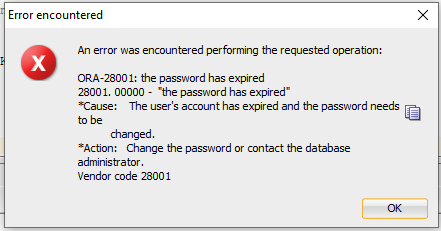 Error encountered
An error was encountered performing the requested operation:
ORA-28001: the password has expired
28001. 00000 - "the password has expired"
*Cause: The user's account has expired and the password needs
to be
changed.
*Action: Change the password or contact the database
administrator.
Vendor code 28001
OK